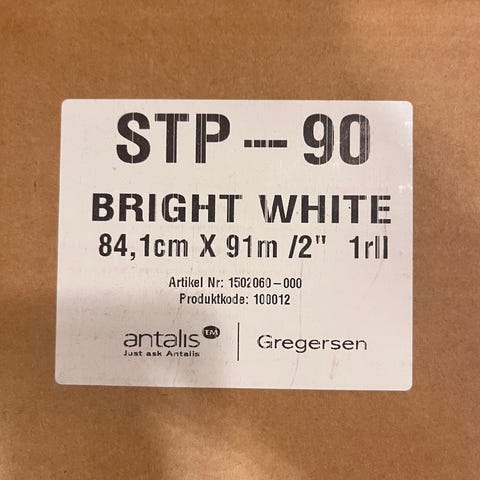 STP --- 90
BRIGHT WHITE
84,1cm X 91m /2" 1rll
Artikel Nr: 1502060-000
Produktkode: 100012
antalis™ | Gregersen
Just ask Antalis